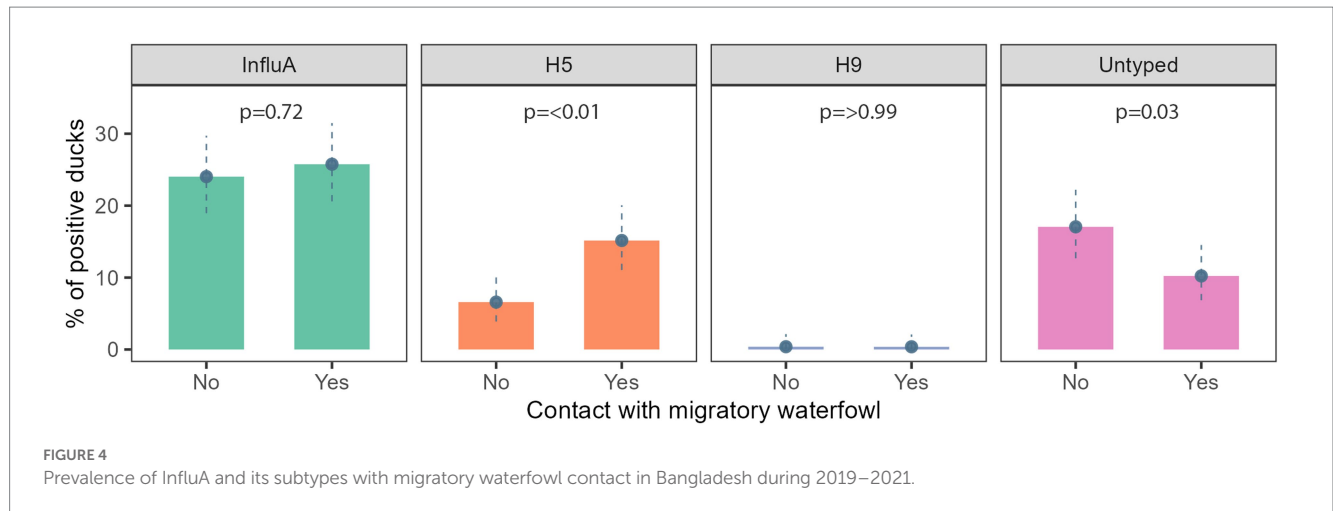 InfluA H5 H9 Untyped
p=0.72 p=<0.01 p=>0.99 p=0.03
% of positive ducks
30
20
10
0
No Yes No Yes No Yes No Yes
Contact with migratory waterfowl
FIGURE 4
Prevalence of InfluA and its subtypes with migratory waterfowl contact in Bangladesh during 2019–2021.